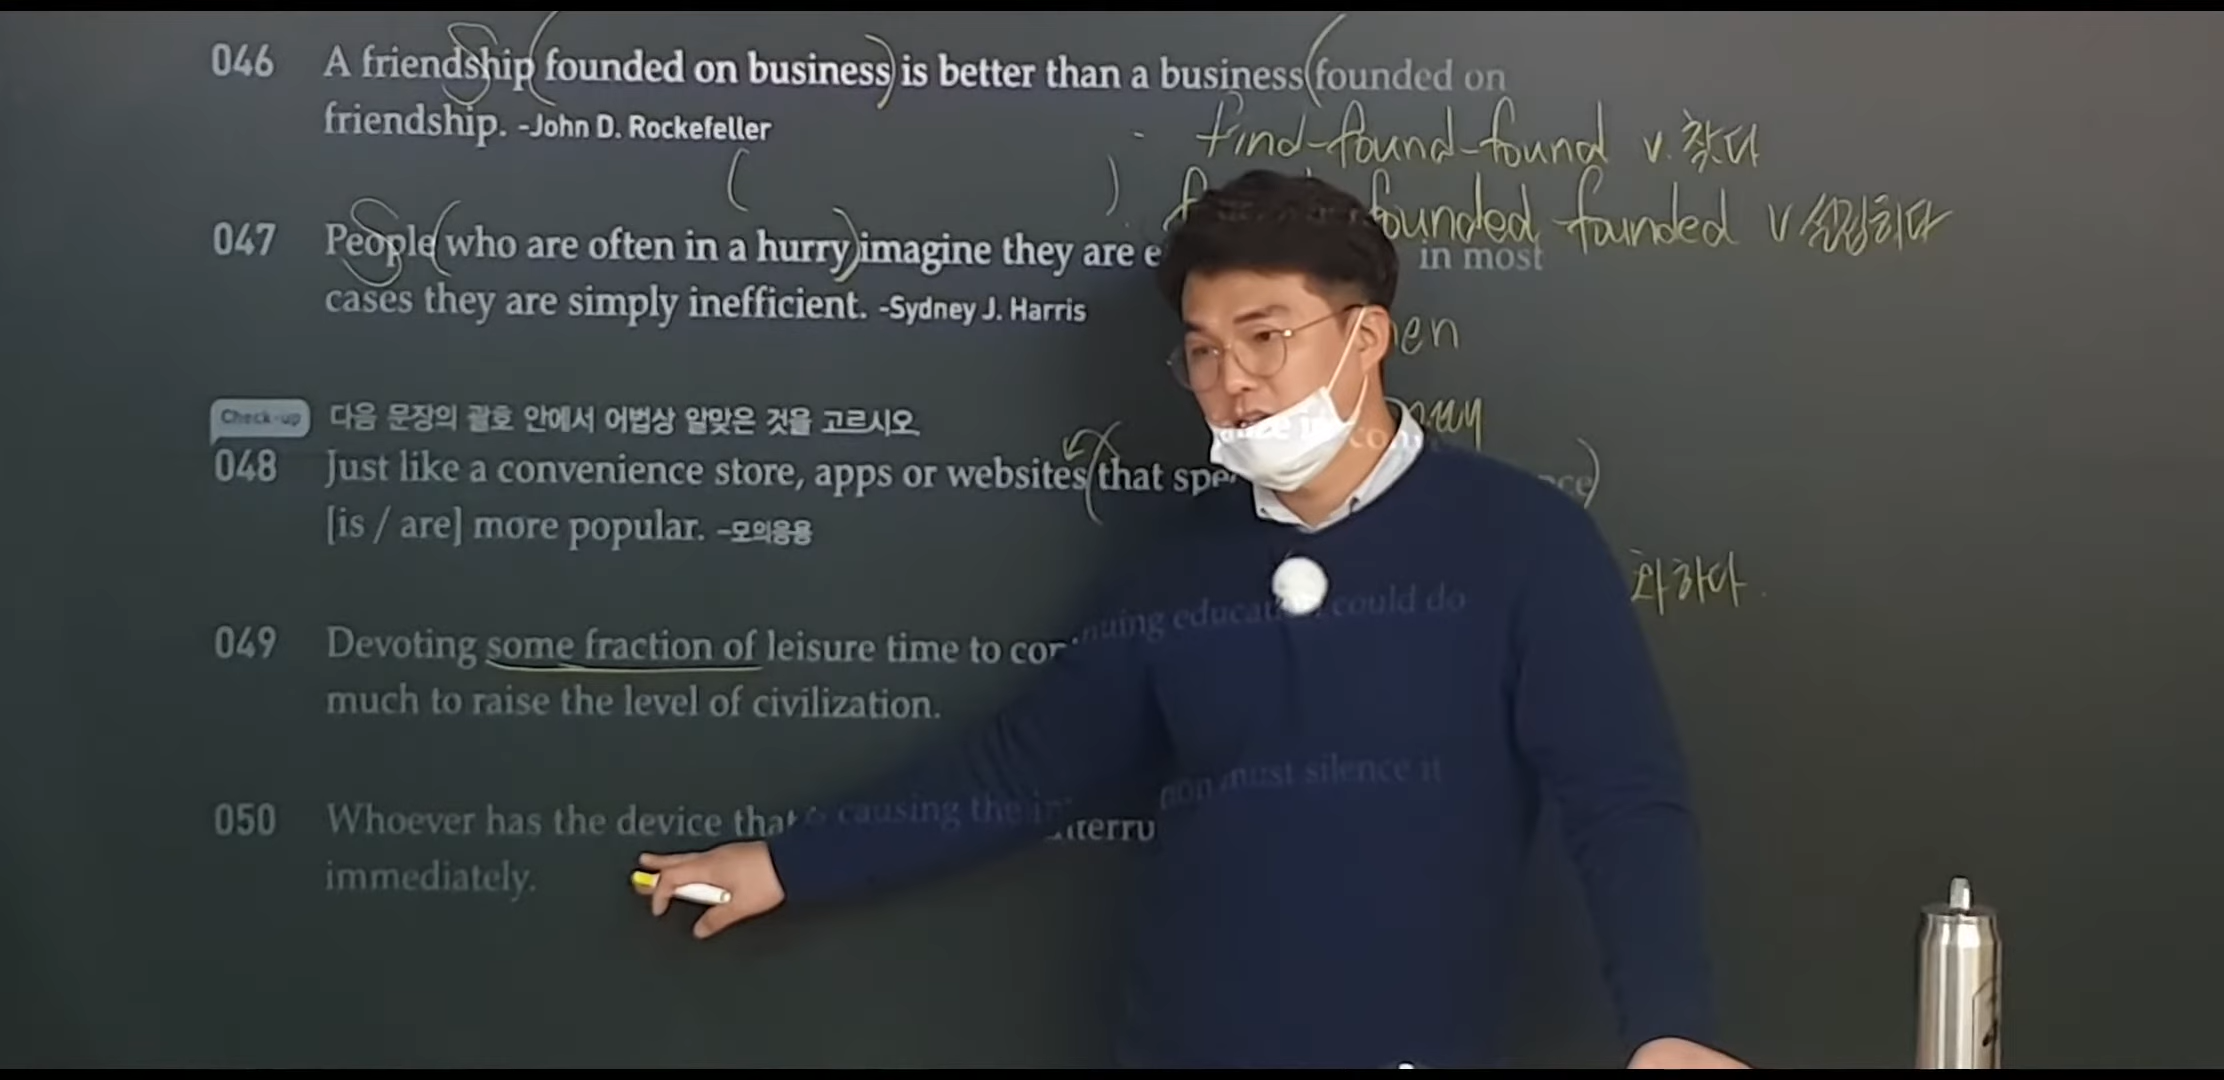 046 A friendship founded on business is better than a business founded on
friendship. -John D. Rockefeller
find-found-found v. 찾다
founded founded v 설립하다
047 People who are often in a hurry imagine they are in most
cases they are simply inefficient. -Sydney J. Harris
Check-up 다음 문장의 괄호 안에서 어법상 알맞은 것을 고르시오.
048 Just like a convenience store, apps or websites that
[is / are] more popular. -모의응용
049 Devoting some fraction of leisure time to could do
much to raise the level of civilization.
050 Whoever has the device that causing the must silence it
immediately.